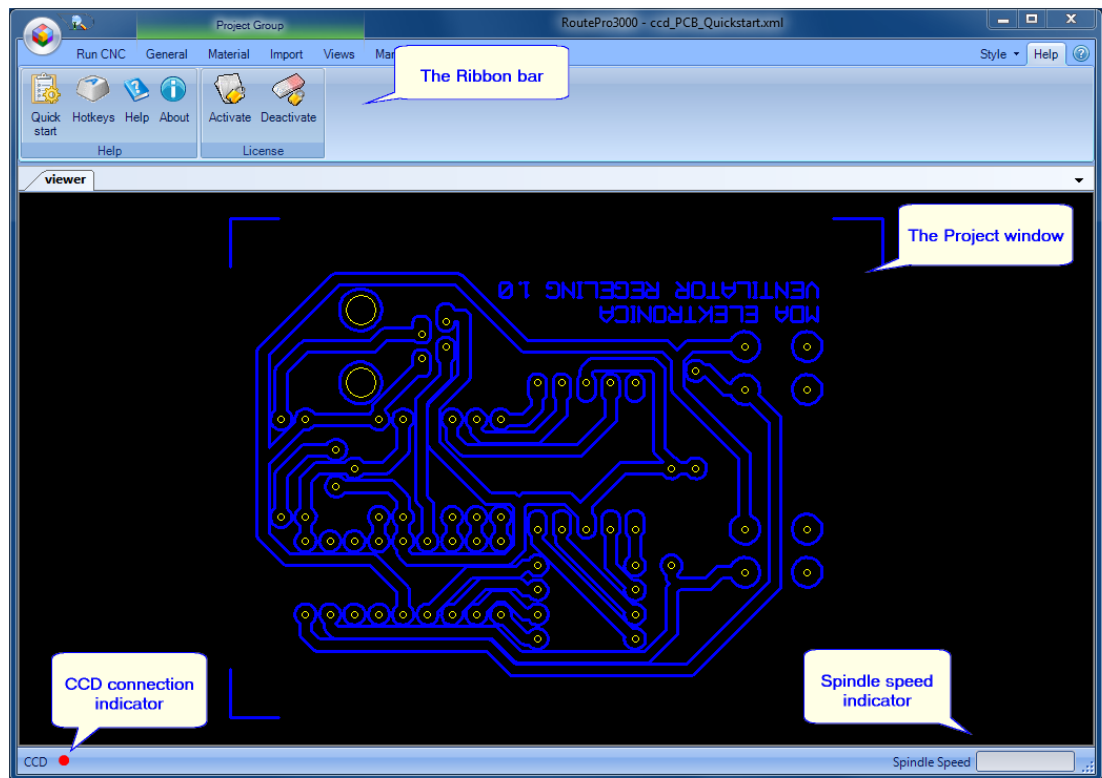 Project Group
RoutePro3000 - ccd_PCB_Quickstart.xml
Run CNC General Material Import Views
Style Help
The Ribbon bar
Quick start
Hotkeys Help About
Activate Deactivate
Help
License
viewer
The Project window
VENTILATOR REGELING 1.0
MDA ELEKTRONICA
CCD connection
indicator
Spindle speed
indicator
CCD
Spindle Speed